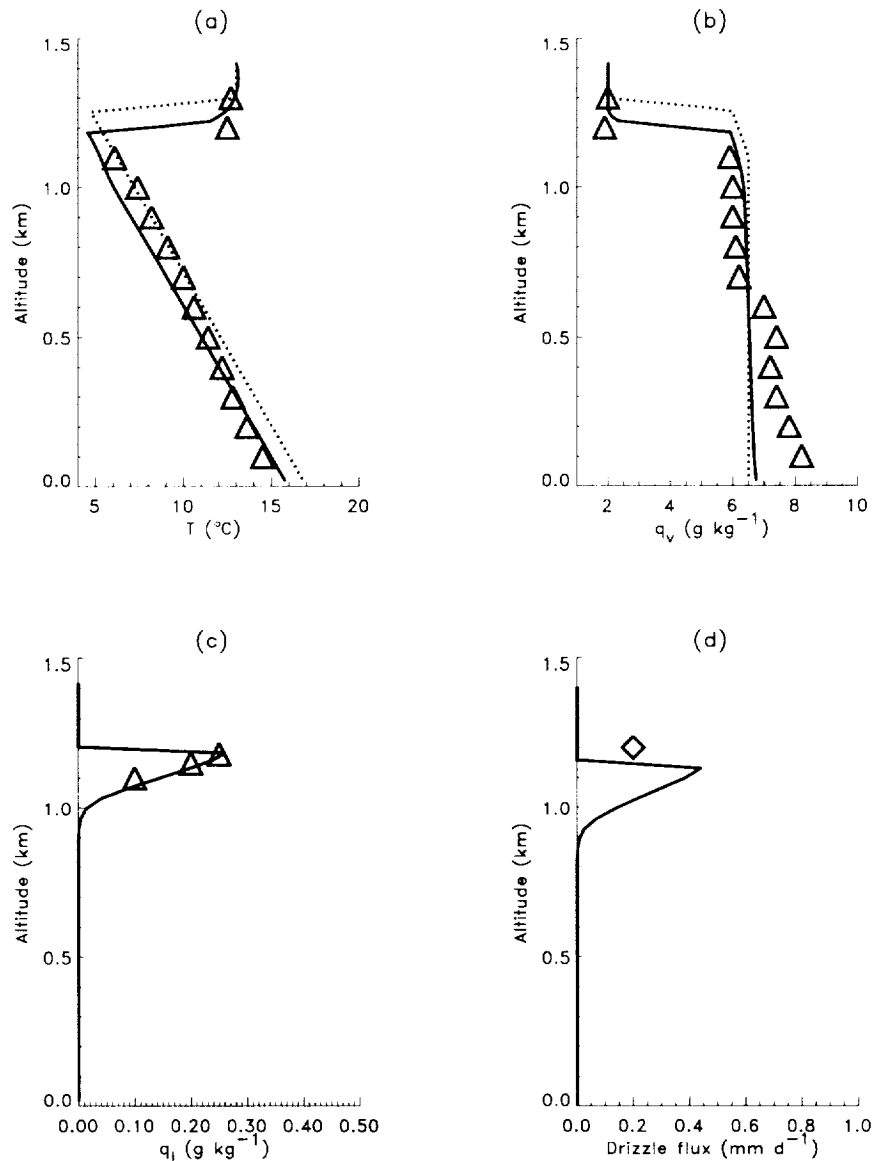 (a)
1.5
1.0
0.5
0.0
Altitude (km)
5 10 15 20
T (°C)
(b)
1.5
1.0
0.5
0.0
Altitude (km)
2 4 6 8 10
q_v (g kg⁻¹)
(c)
1.5
1.0
0.5
0.0
Altitude (km)
0.00 0.10 0.20 0.30 0.40 0.50
q_l (g kg⁻¹)
(d)
1.5
1.0
0.5
0.0
Altitude (km)
0.0 0.2 0.4 0.6 0.8 1.0
Drizzle flux (mm d⁻¹)